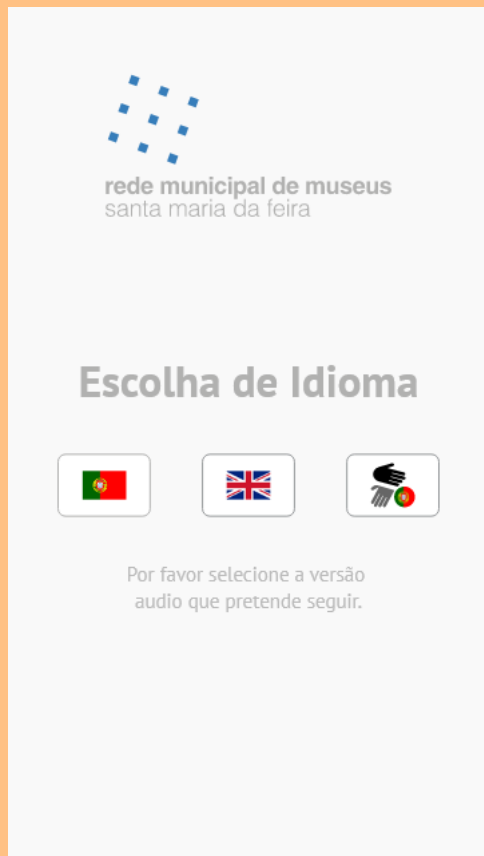 rede municipal de museus
santa maria da feira
Escolha de Idioma
Por favor selecione a versão
audio que pretende seguir.